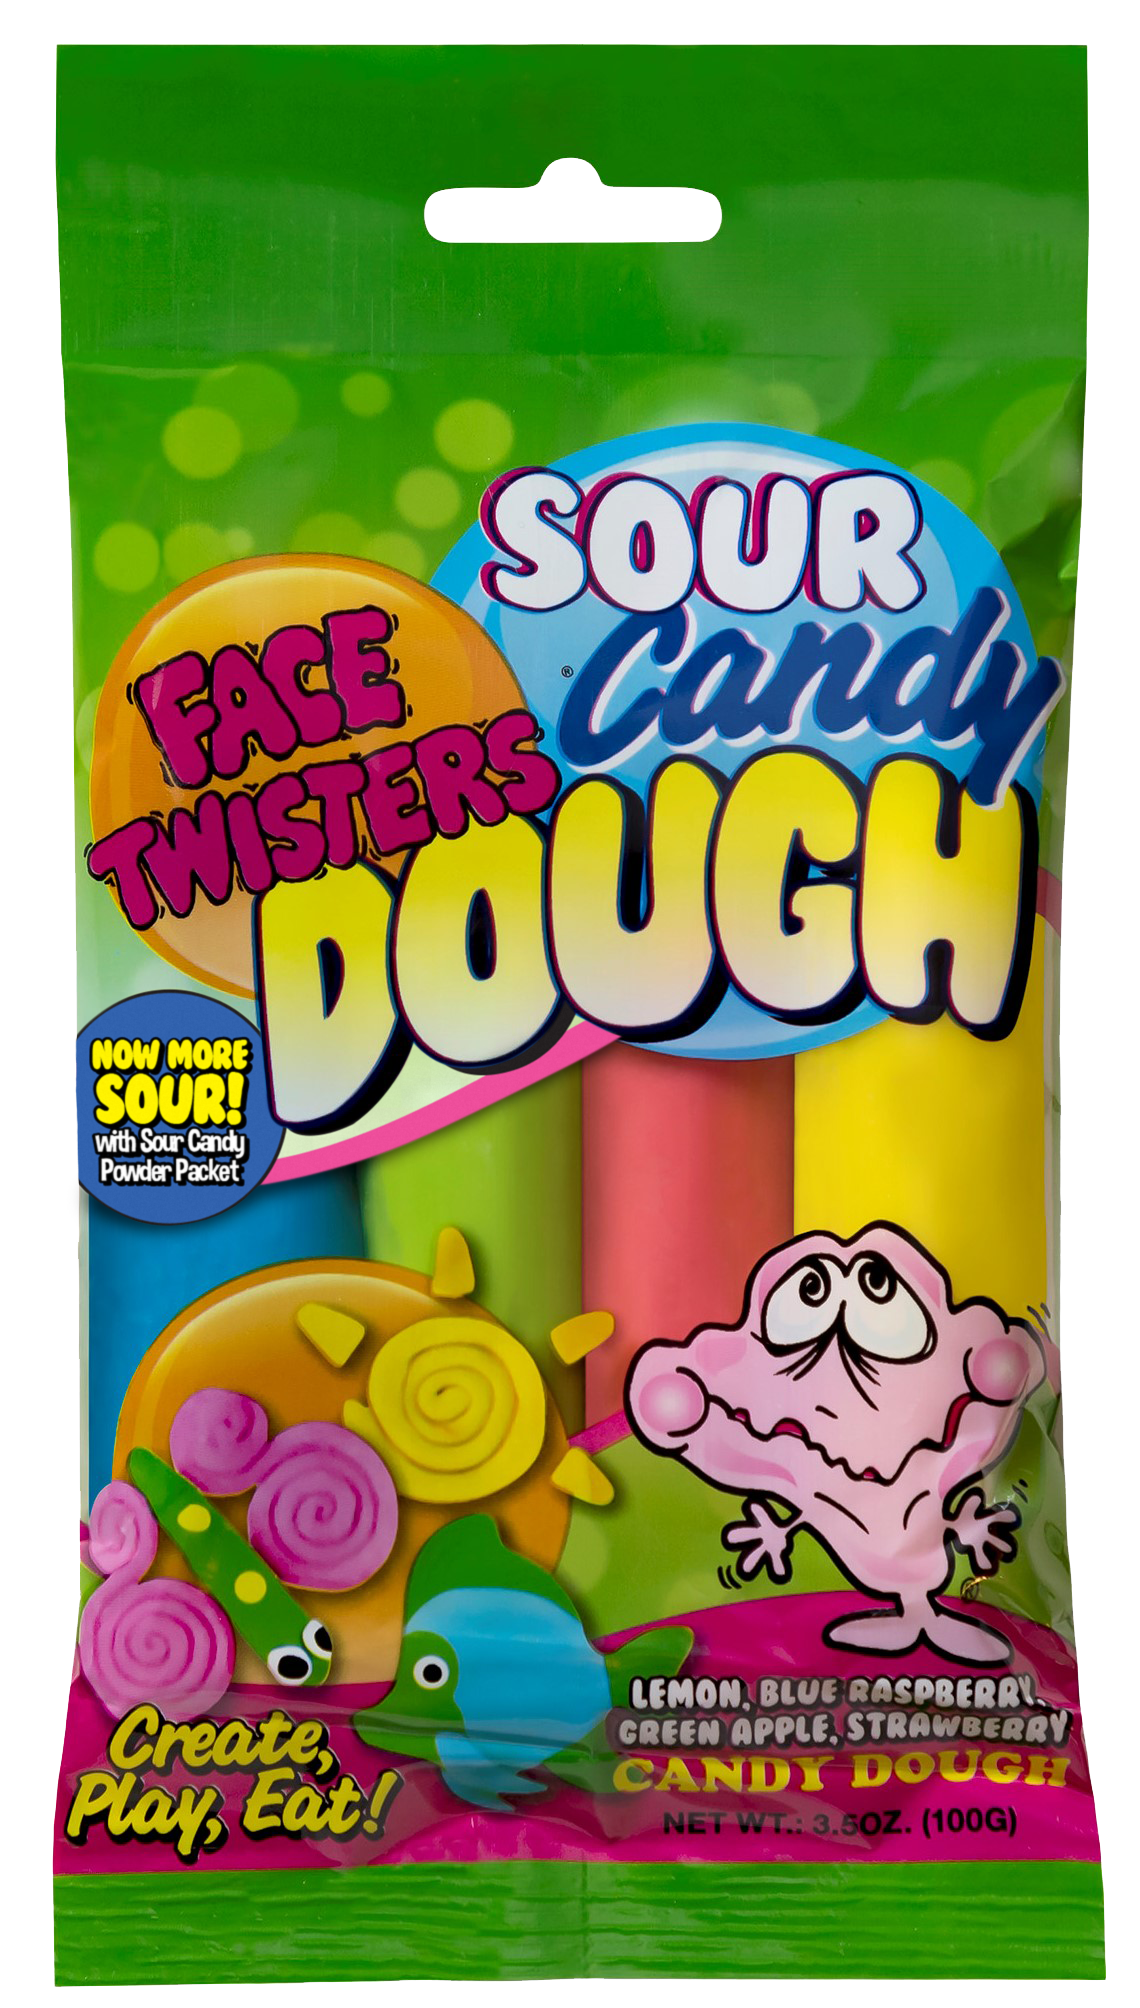 SOUR
Candy
®
FACE
TWISTERS
DOUGH
NOW MORE
SOUR!
with Sour Candy
Powder Packet
Create,
Play, Eat!
®
LEMON, BLUE RASPBERRY,
GREEN APPLE, STRAWBERRY
CANDY DOUGH
NET WT.: 3.5OZ. (100G)